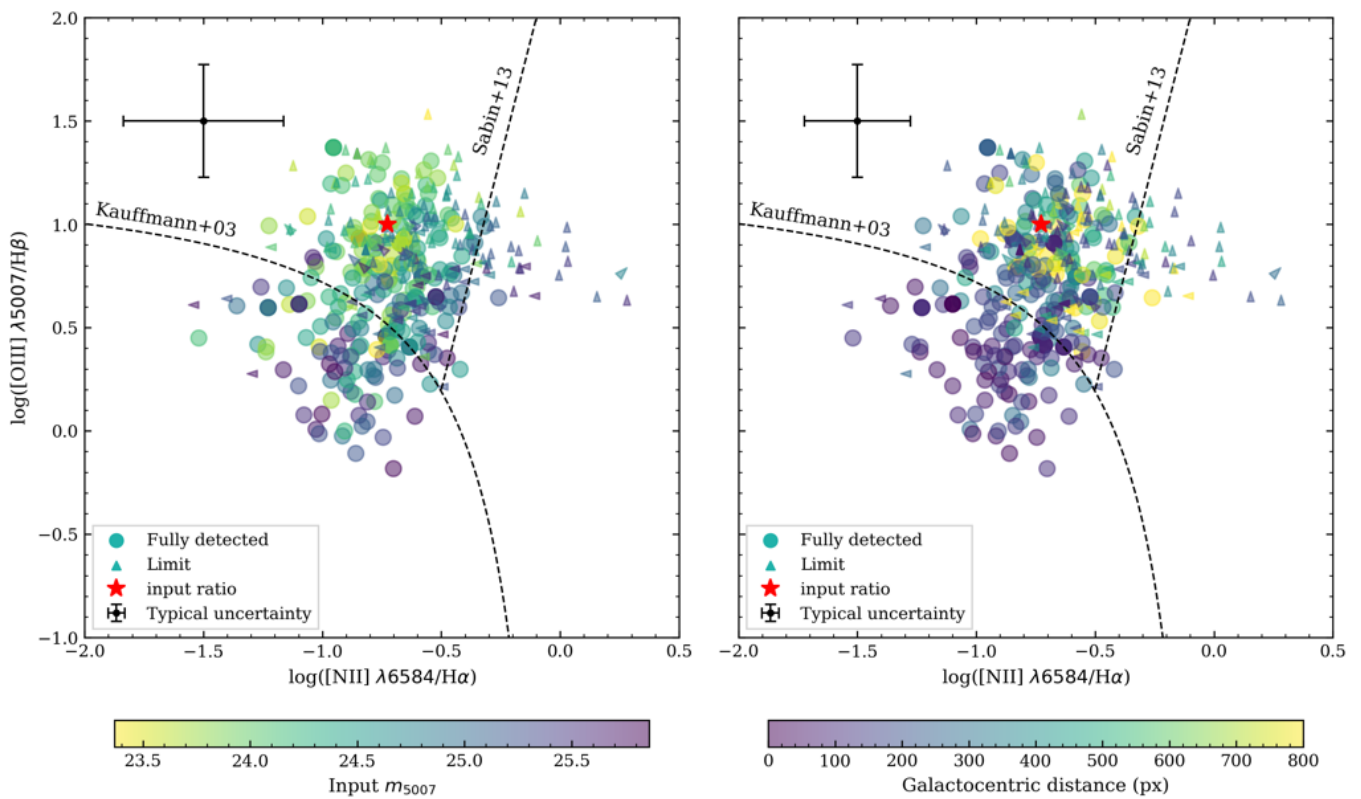 2.0
1.5
1.0
0.5
0.0
−0.5
−1.0
log([OIII] λ5007/Hβ)
Sabin+13
Kauffmann+03
Fully detected
Limit
input ratio
Typical uncertainty
−2.0 −1.5 −1.0 −0.5 0.0 0.5
log([NII] λ6584/Hα)
23.5 24.0 24.5 25.0 25.5
Input m5007
Sabin+13
Kauffmann+03
Fully detected
Limit
input ratio
Typical uncertainty
−2.0 −1.5 −1.0 −0.5 0.0 0.5
log([NII] λ6584/Hα)
0 100 200 300 400 500 600 700 800
Galactocentric distance (px)